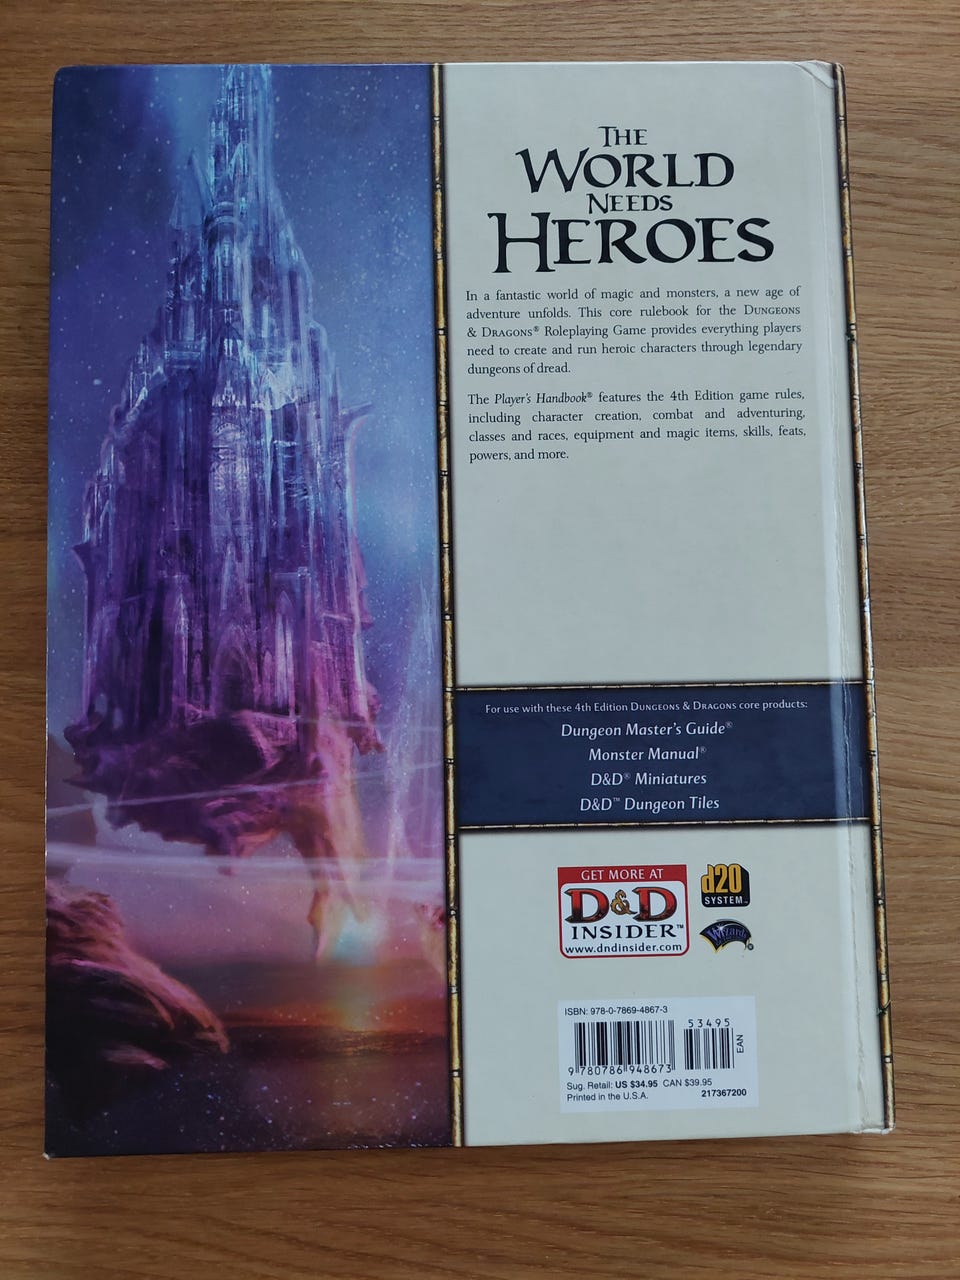 THE
WORLD
NEEDS
HEROES
In a fantastic world of magic and monsters, a new age of
adventure unfolds. This core rulebook for the DUNGEONS
& DRAGONS® Roleplaying Game provides everything players
need to create and run heroic characters through legendary
dungeons of dread.
The Player's Handbook® features the 4th Edition game rules,
including character creation, combat and adventuring,
classes and races, equipment and magic items, skills, feats,
powers, and more.
For use with these 4th Edition DUNGEONS & DRAGONS core products:
Dungeon Master's Guide®
Monster Manual®
D&D® Miniatures
D&D™ Dungeon Tiles
GET MORE AT
D&D
INSIDER™
www.dndinsider.com
d20
SYSTEM™
Wizards
®
ISBN: 978-0-7869-4867-3
53495
EAN
9 780786 948673
Sug. Retail: US $34.95 CAN $39.95
Printed in the U.S.A.
217367200